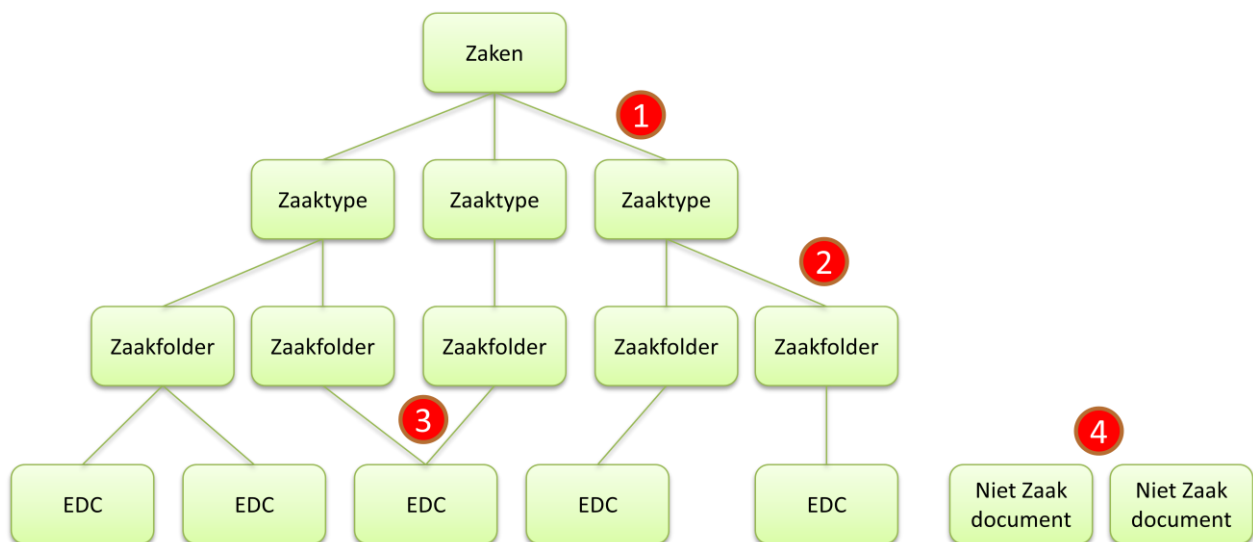 Zaken
1
Zaaktype
Zaaktype
Zaaktype
2
Zaakfolder
Zaakfolder
Zaakfolder
Zaakfolder
Zaakfolder
3
4
EDC
EDC
EDC
EDC
EDC
Niet Zaak
document
Niet Zaak
document